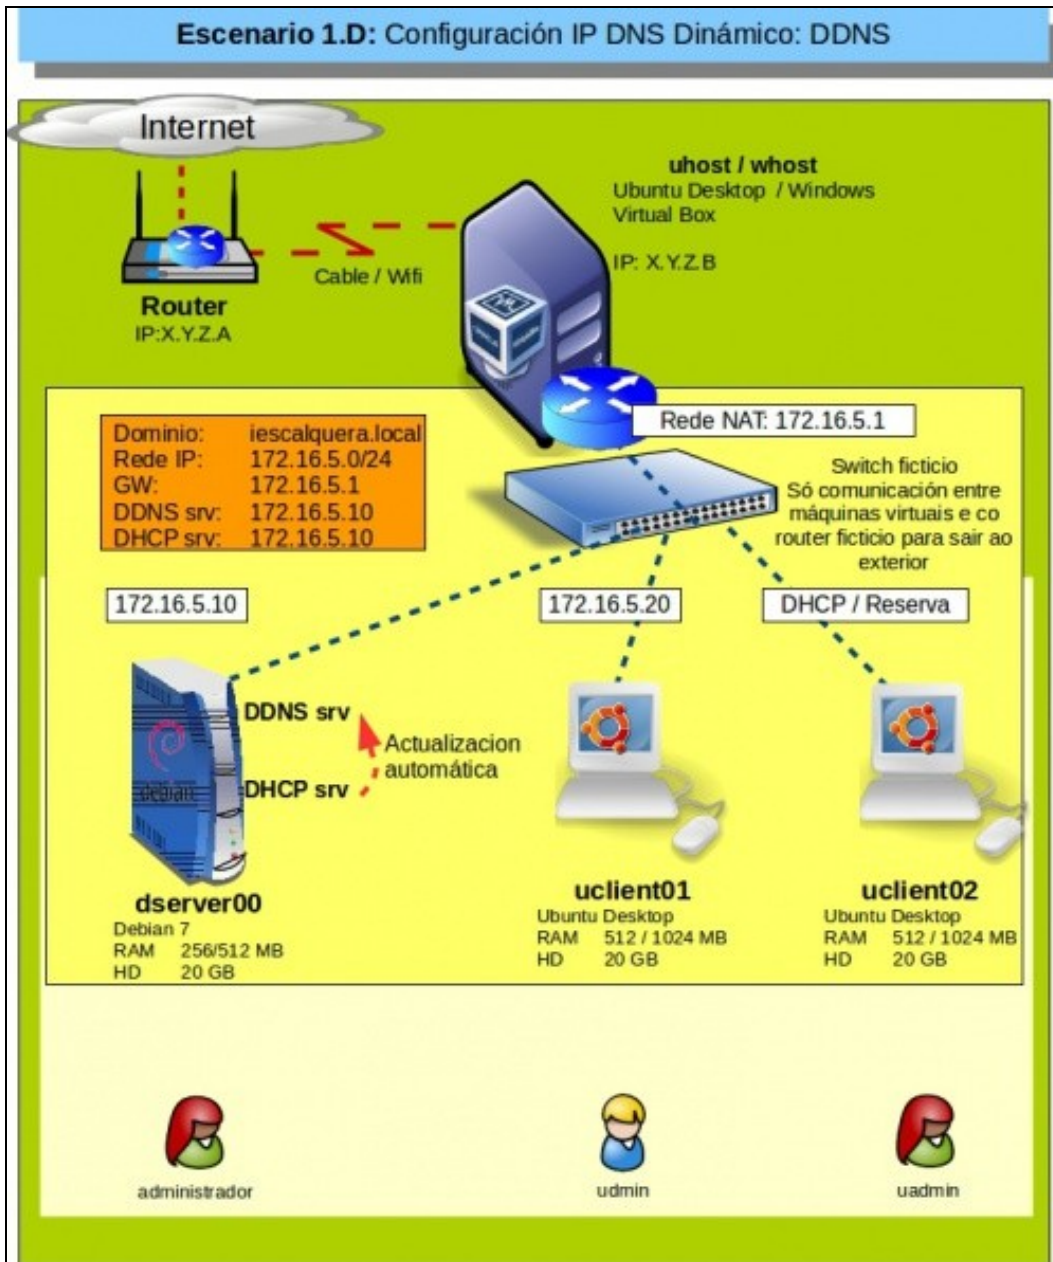 Escenario 1.D: Configuración IP DNS Dinámico: DDNS
Internet
uhost / whost
Ubuntu Desktop / Windows
Virtual Box
IP: X.Y.Z.B
Cable / Wifi
Router
IP:X.Y.Z.A
Rede NAT: 172.16.5.1
Dominio: iescalquera.local
Rede IP: 172.16.5.0/24
GW: 172.16.5.1
DDNS srv: 172.16.5.10
DHCP srv: 172.16.5.10
Switch ficticio
Só comunicación entre
máquinas virtuais e co
router ficticio para sair ao
exterior
172.16.5.10
172.16.5.20
DHCP / Reserva
DDNS srv
Actualizacion
automática
DHCP srv
debian
dserver00
Debian 7
RAM 256/512 MB
HD 20 GB
uclient01
Ubuntu Desktop
RAM 512 / 1024 MB
HD 20 GB
uclient02
Ubuntu Desktop
RAM 512 / 1024 MB
HD 20 GB
administrador
udmin
uadmin